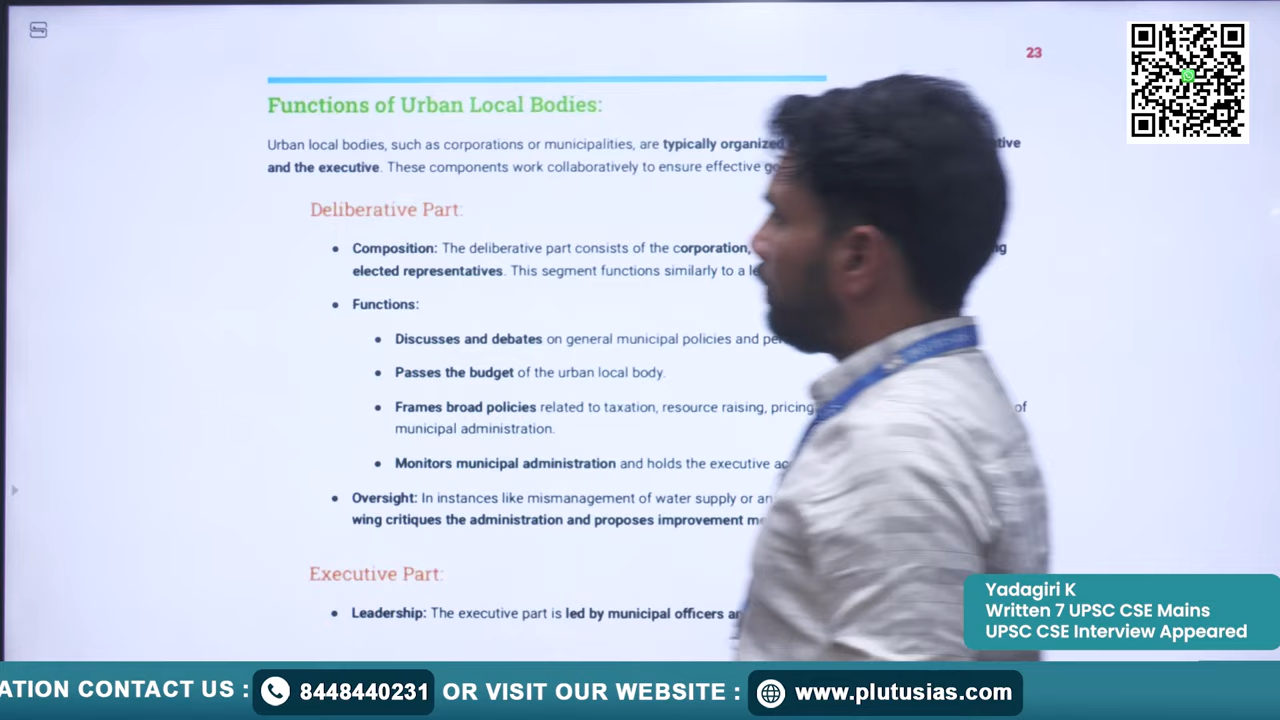 23
Functions of Urban Local Bodies:
Urban local bodies, such as corporations or municipalities, are typically organized
and the executive. These components work collaboratively to ensure effective
Deliberative Part:
• Composition: The deliberative part consists of the corporation,
elected representatives. This segment functions similarly to a
• Functions:
• Discusses and debates on general municipal policies and
• Passes the budget of the urban local body.
• Frames broad policies related to taxation, resource raising, pricing of
municipal administration.
• Monitors municipal administration and holds the executive
• Oversight: In instances like mismanagement of water supply or
wing critiques the administration and proposes improvement
Executive Part:
• Leadership: The executive part is led by municipal officers
Yadagiri K
Written 7 UPSC CSE Mains
UPSC CSE Interview Appeared
CONTACT US : 8448440231 OR VISIT OUR WEBSITE : www.plutusias.com